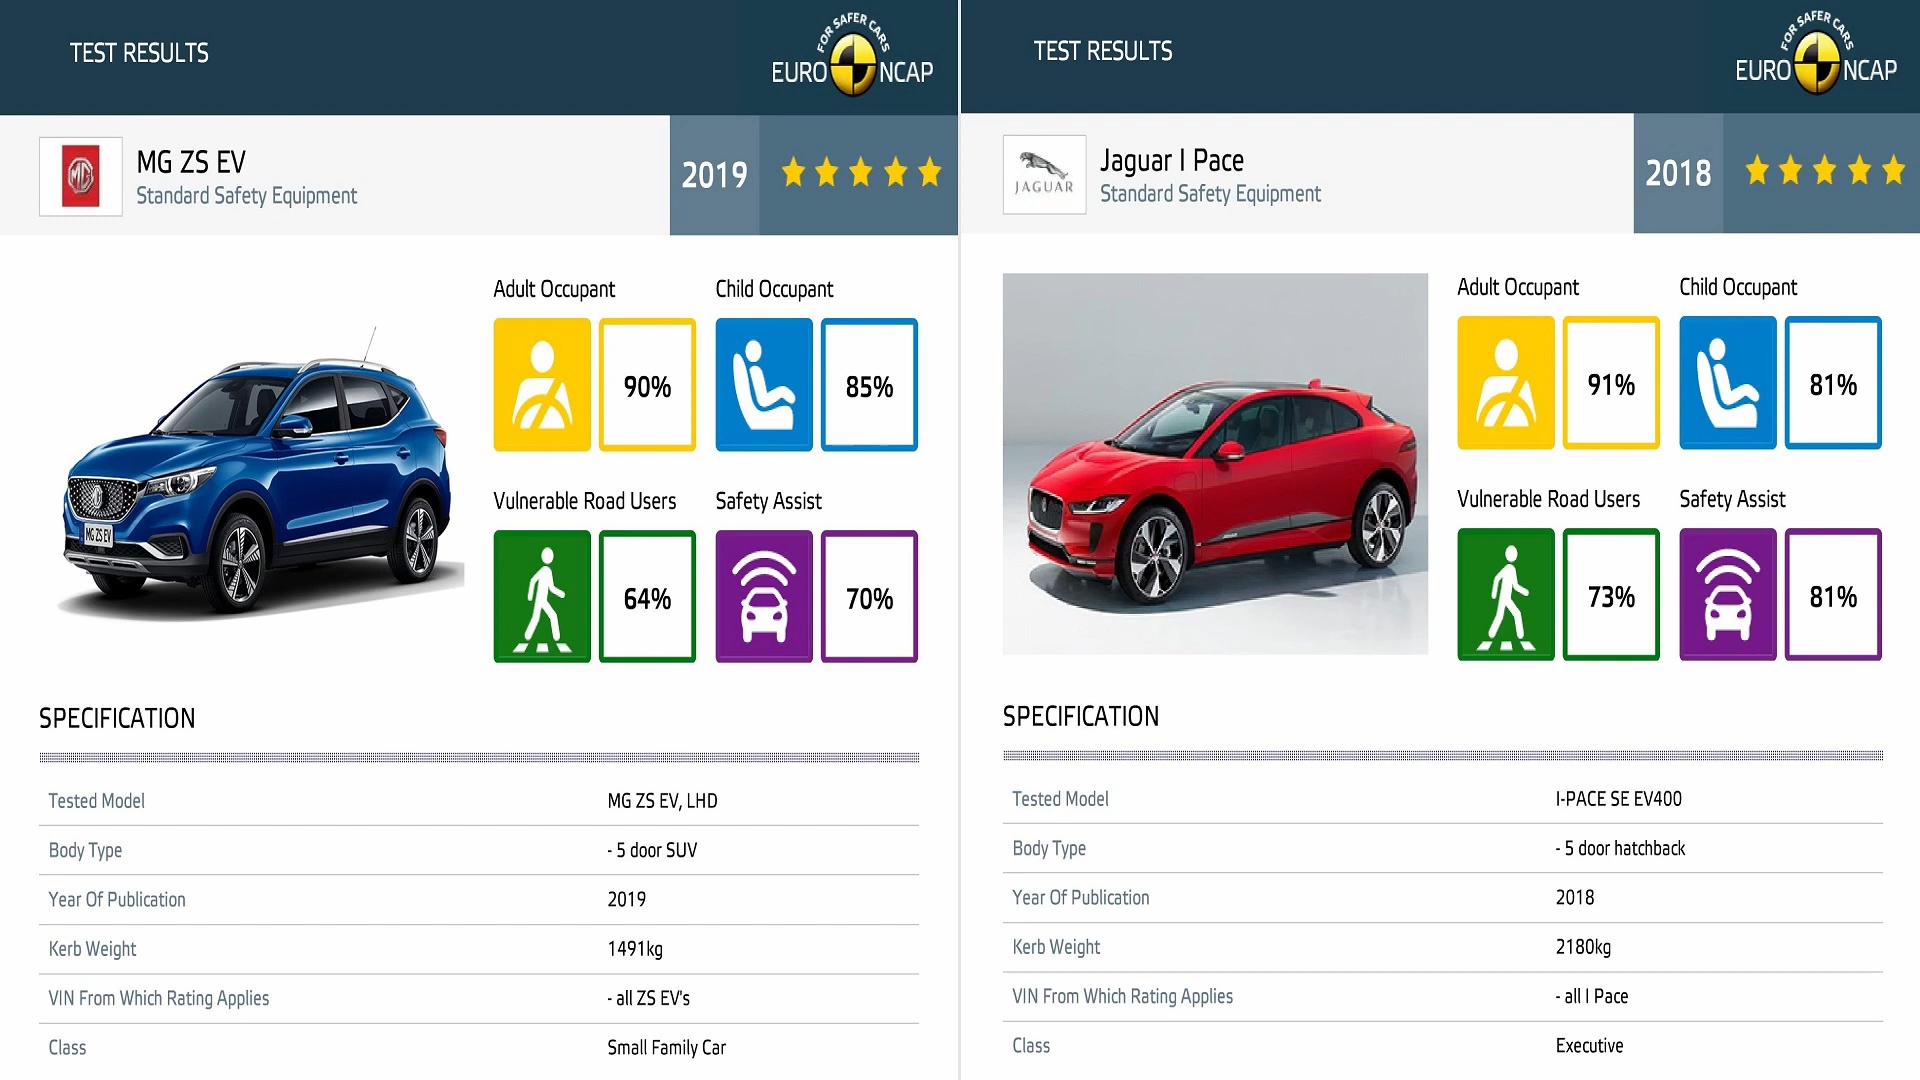 TEST RESULTS
FOR SAFER CARS
EURO NCAP
MG
MG ZS EV
Standard Safety Equipment
2019
Adult Occupant
Child Occupant
90%
85%
Vulnerable Road Users
Safety Assist
64%
70%
MG ZS EV
SPECIFICATION
Tested Model
MG ZS EV, LHD
Body Type
- 5 door SUV
Year Of Publication
2019
Kerb Weight
1491kg
VIN From Which Rating Applies
- all ZS EV's
Class
Small Family Car
TEST RESULTS
FOR SAFER CARS
EURO NCAP
JAGUAR
Jaguar I Pace
Standard Safety Equipment
2018
Adult Occupant
Child Occupant
91%
81%
Vulnerable Road Users
Safety Assist
73%
81%
SPECIFICATION
Tested Model
I-PACE SE EV400
Body Type
- 5 door hatchback
Year Of Publication
2018
Kerb Weight
2180kg
VIN From Which Rating Applies
- all I Pace
Class
Executive